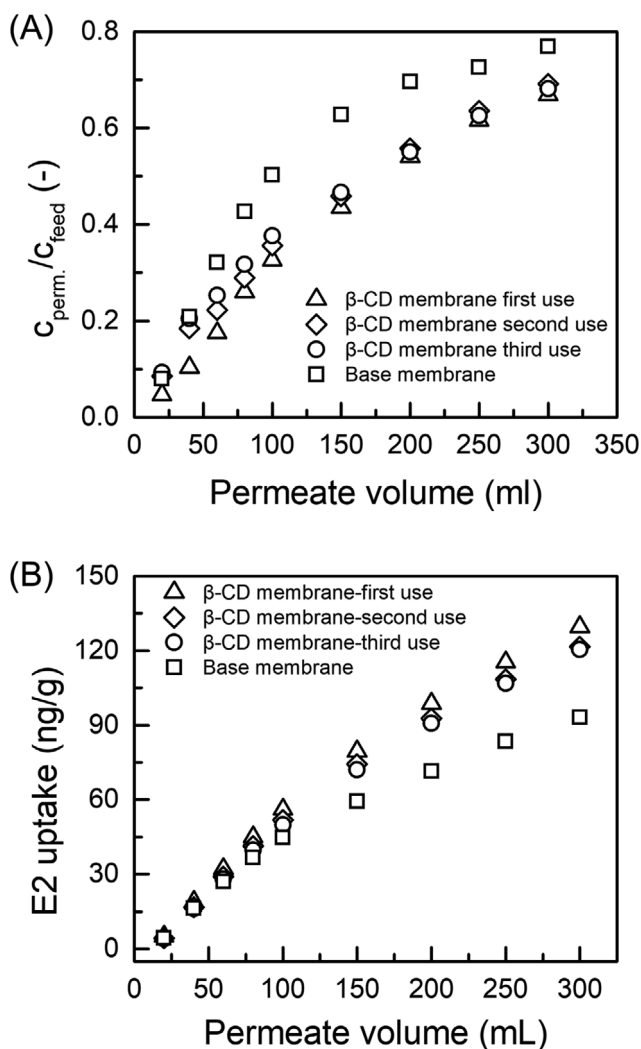 (A)
0.8
0.6
0.4
0.2
0.0
c_perm./c_feed (-)
β-CD membrane first use
β-CD membrane second use
β-CD membrane third use
Base membrane
0 50 100 150 200 250 300 350
Permeate volume (ml)
(B)
150
120
90
60
30
0
E2 uptake (ng/g)
β-CD membrane-first use
β-CD membrane-second use
β-CD membrane-third use
Base membrane
0 50 100 150 200 250 300
Permeate volume (mL)